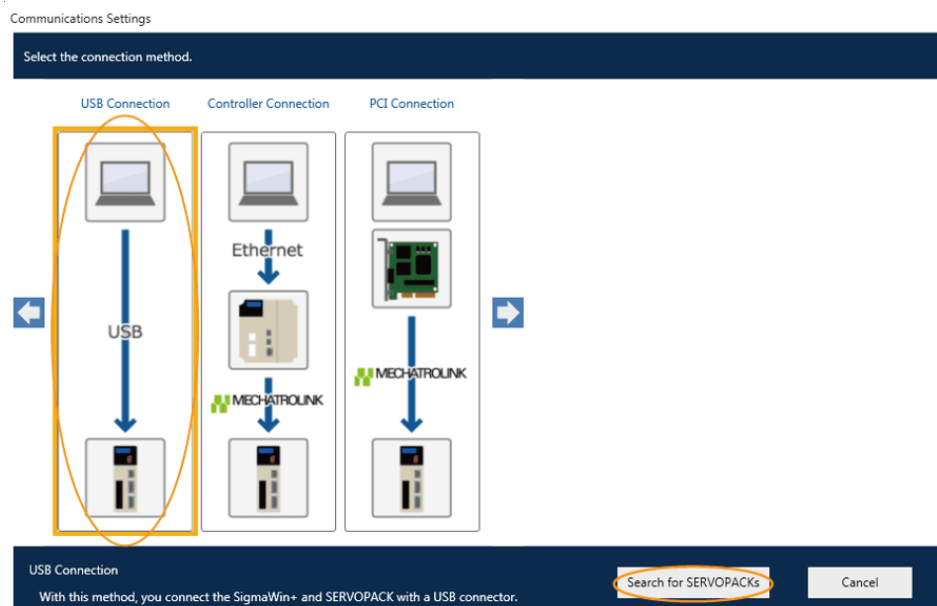 Communications Settings
Select the connection method.
USB Connection
Controller Connection
PCI Connection
USB
Ethernet
MECHATROLINK
MECHATROLINK
USB Connection
With this method, you connect the SigmaWin+ and SERVOPACK with a USB connector.
Search for SERVOPACKs
Cancel